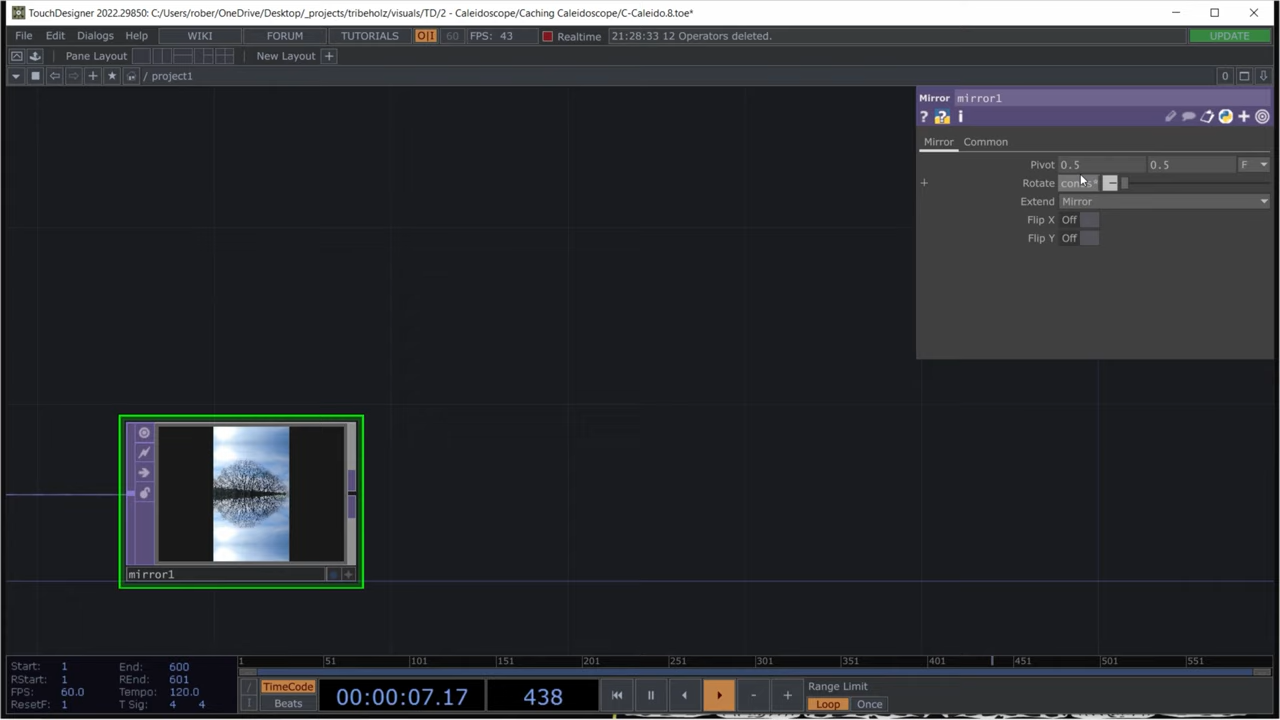 TouchDesigner 2022.29850: C:/Users/rober/OneDrive/Desktop/_projects/tribeholz/visuals/TD/2 - Caleidoscope/Caching Caleidoscope/C-Caleido.8.toe*
File Edit Dialogs Help WIKI FORUM TUTORIALS O|I 60 FPS: 43 Realtime 21:28:33 12 Operators deleted. UPDATE
Pane Layout New Layout +
/ project1 0
Mirror mirror1
? ? i
Mirror Common
Pivot 0.5 0.5 F
Rotate
Extend Mirror
Flip X Off
Flip Y Off
mirror1
Start: 1 End: 600
RStart: 1 REnd: 601
FPS: 60.0 Tempo: 120.0
ResetF: 1 T Sig: 4 4
1 51 101 151 201 251 301 351 401 451 501 551
TimeCode
Beats
00:00:07.17 438
Range Limit
Loop Once